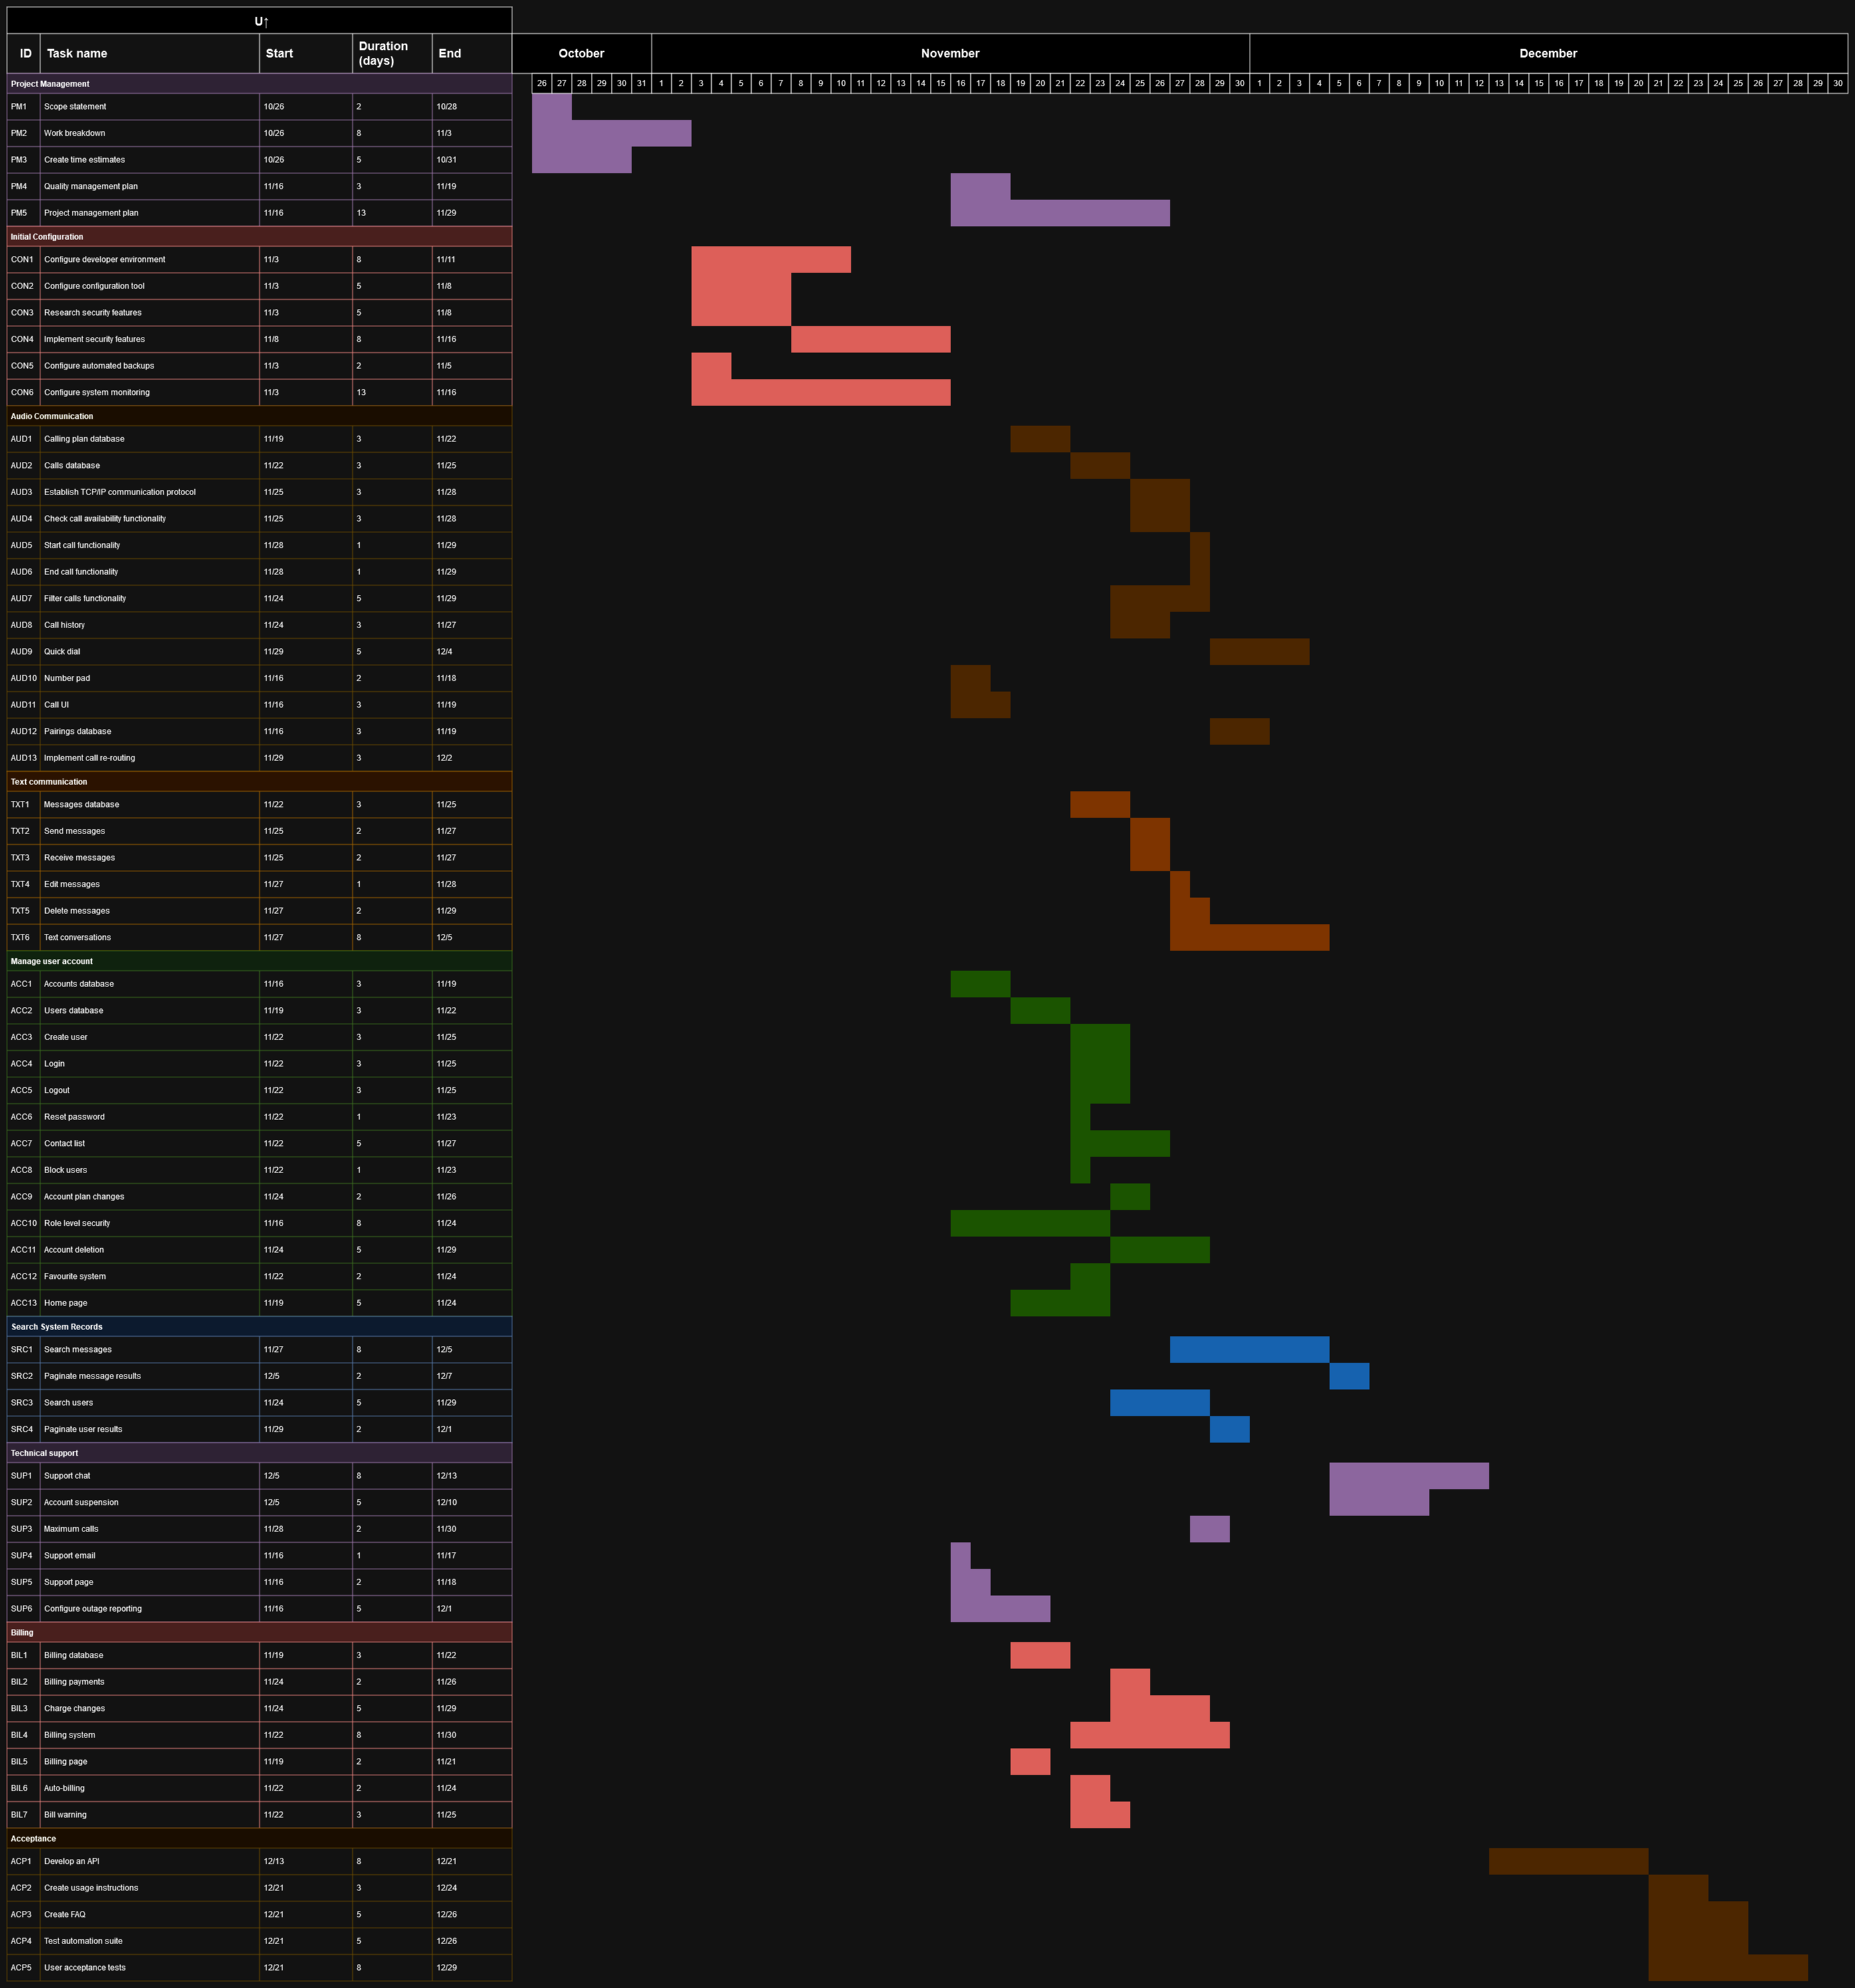 U↑
ID Task name Start Duration (days) End October November December
26 27 28 29 30 31 1 2 3 4 5 6 7 8 9 10 11 12 13 14 15 16 17 18 19 20 21 22 23 24 25 26 27 28 29 30 1 2 3 4 5 6 7 8 9 10 11 12 13 14 15 16 17 18 19 20 21 22 23 24 25 26 27 28 29 30
Project Management
PM1 Scope statement 10/26 2 10/28
PM2 Work breakdown 10/26 8 11/3
PM3 Create time estimates 10/26 5 10/31
PM4 Quality management plan 11/16 3 11/19
PM5 Project management plan 11/16 13 11/29
Initial Configuration
CON1 Configure developer environment 11/3 8 11/11
CON2 Configure configuration tool 11/3 5 11/8
CON3 Research security features 11/3 5 11/8
CON4 Implement security features 11/8 8 11/16
CON5 Configure automated backups 11/3 2 11/5
CON6 Configure system monitoring 11/3 13 11/16
Audio Communication
AUD1 Calling plan database 11/19 3 11/22
AUD2 Calls database 11/22 3 11/25
AUD3 Establish TCP/IP communication protocol 11/25 3 11/28
AUD4 Check call availability functionality 11/25 3 11/28
AUD5 Start call functionality 11/28 1 11/29
AUD6 End call functionality 11/28 1 11/29
AUD7 Filter calls functionality 11/24 5 11/29
AUD8 Call history 11/24 3 11/27
AUD9 Quick dial 11/29 5 12/4
AUD10 Number pad 11/16 2 11/18
AUD11 Call UI 11/16 3 11/19
AUD12 Pairings database 11/16 3 11/19
AUD13 Implement call re-routing 11/29 3 12/2
Text communication
TXT1 Messages database 11/22 3 11/25
TXT2 Send messages 11/25 2 11/27
TXT3 Receive messages 11/25 2 11/27
TXT4 Edit messages 11/27 1 11/28
TXT5 Delete messages 11/27 2 11/29
TXT6 Text conversations 11/27 8 12/5
Manage user account
ACC1 Accounts database 11/16 3 11/19
ACC2 Users database 11/19 3 11/22
ACC3 Create user 11/22 3 11/25
ACC4 Login 11/22 3 11/25
ACC5 Logout 11/22 3 11/25
ACC6 Reset password 11/22 1 11/23
ACC7 Contact list 11/22 5 11/27
ACC8 Block users 11/22 1 11/23
ACC9 Account plan changes 11/24 2 11/26
ACC10 Role level security 11/16 8 11/24
ACC11 Account deletion 11/24 5 11/29
ACC12 Favourite system 11/22 2 11/24
ACC13 Home page 11/19 5 11/24
Search System Records
SRC1 Search messages 11/27 8 12/5
SRC2 Paginate message results 12/5 2 12/7
SRC3 Search users 11/24 5 11/29
SRC4 Paginate user results 11/29 2 12/1
Technical support
SUP1 Support chat 12/5 8 12/13
SUP2 Account suspension 12/5 5 12/10
SUP3 Maximum calls 11/28 2 11/30
SUP4 Support email 11/16 1 11/17
SUP5 Support page 11/16 2 11/18
SUP6 Configure outage reporting 11/16 5 12/1
Billing
BIL1 Billing database 11/19 3 11/22
BIL2 Billing payments 11/24 2 11/26
BIL3 Charge changes 11/24 5 11/29
BIL4 Billing system 11/22 8 11/30
BIL5 Billing page 11/19 2 11/21
BIL6 Auto-billing 11/22 2 11/24
BIL7 Bill warning 11/22 3 11/25
Acceptance
ACP1 Develop an API 12/13 8 12/21
ACP2 Create usage instructions 12/21 3 12/24
ACP3 Create FAQ 12/21 5 12/26
ACP4 Test automation suite 12/21 5 12/26
ACP5 User acceptance tests 12/21 8 12/29